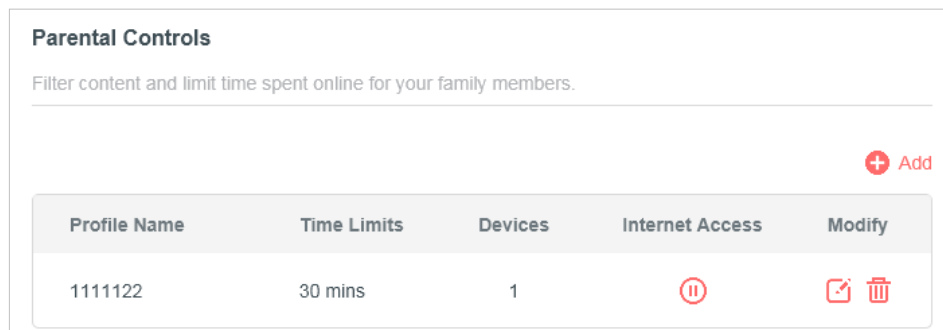 Parental Controls
Filter content and limit time spent online for your family members.
Add
Profile Name Time Limits Devices Internet Access Modify
1111122 30 mins 1